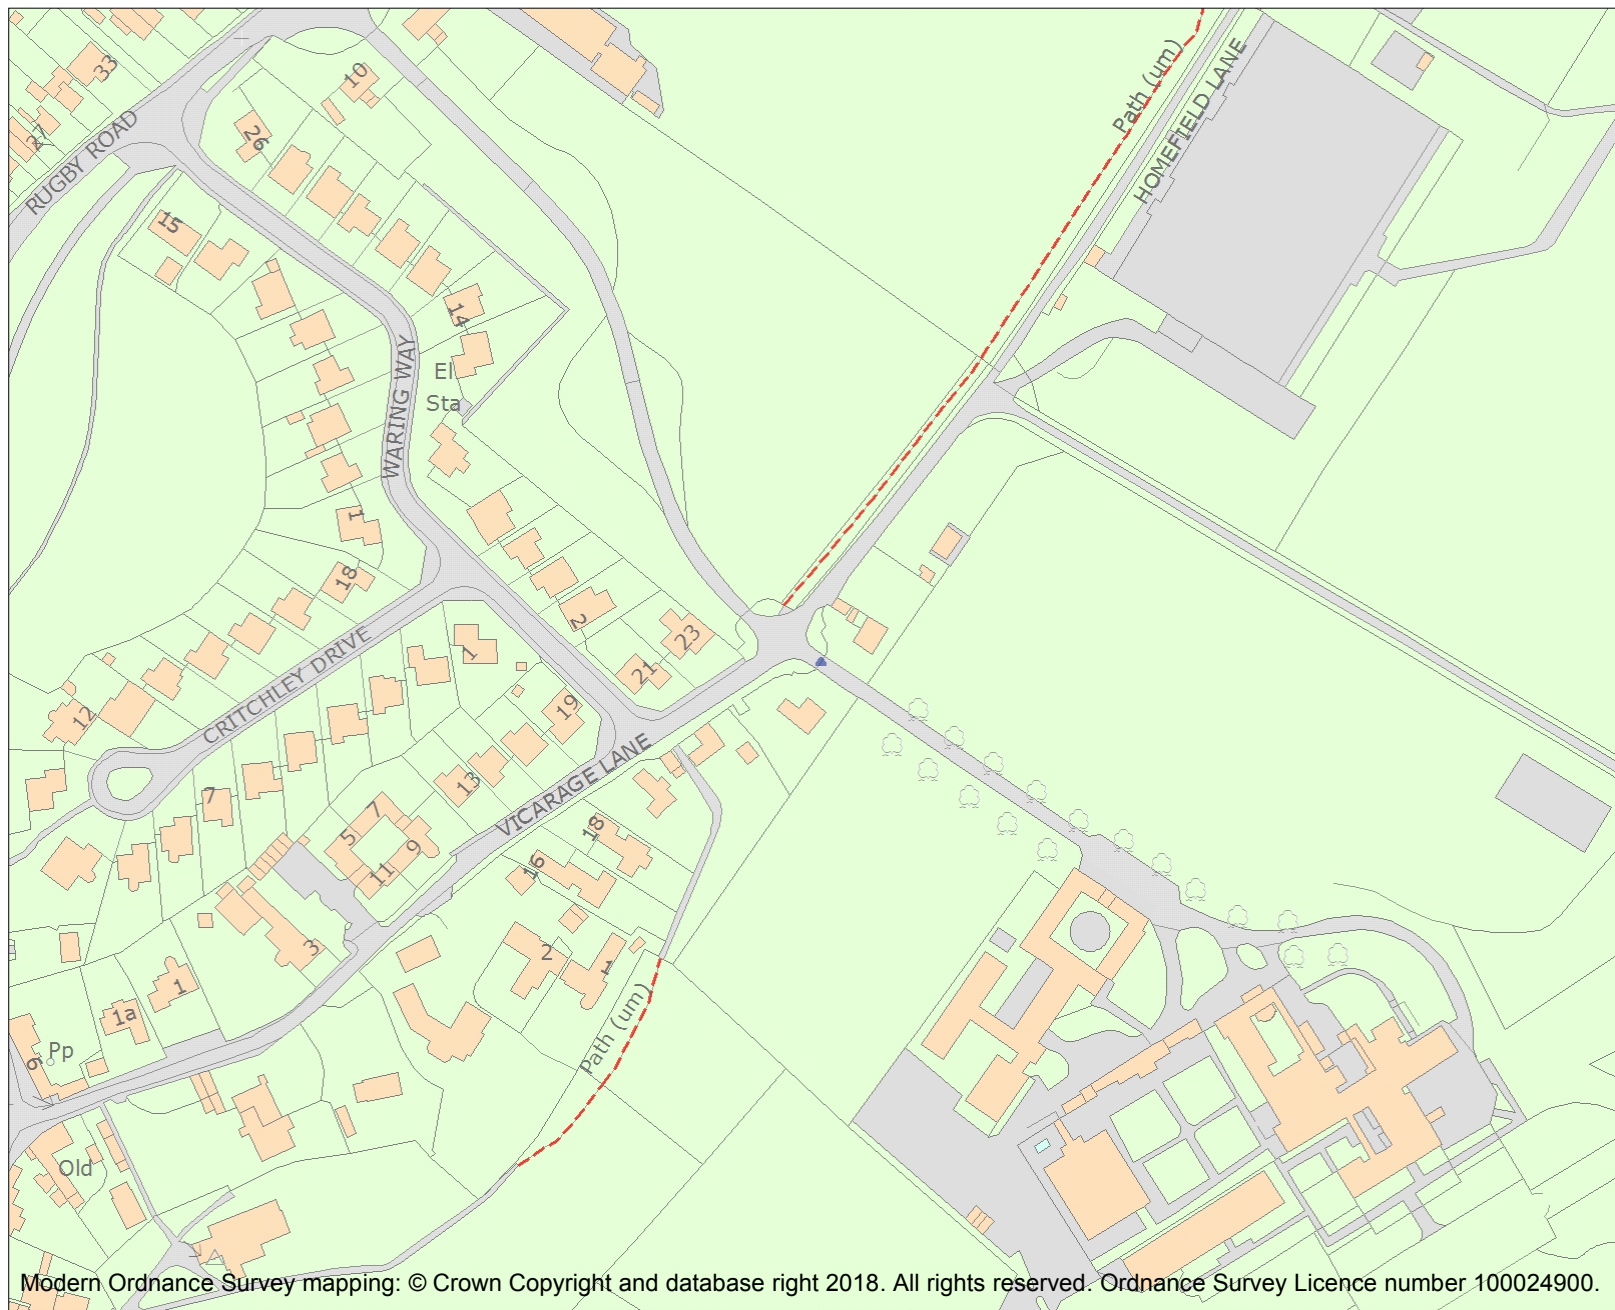 33
10
27
26
RUGBY ROAD
Path (um)
HOMEFIELD LANE
15
14
WARING WAY
El
Sta
1
18
2
23
21
1
CRITCHLEY DRIVE
12
19
13
7
VICARAGE LANE
7
5
9
11
18
16
3
2
1
1
1a
Path (um)
Pp
6
Old
Modern Ordnance Survey mapping: © Crown Copyright and database right 2018. All rights reserved. Ordnance Survey Licence number 100024900.